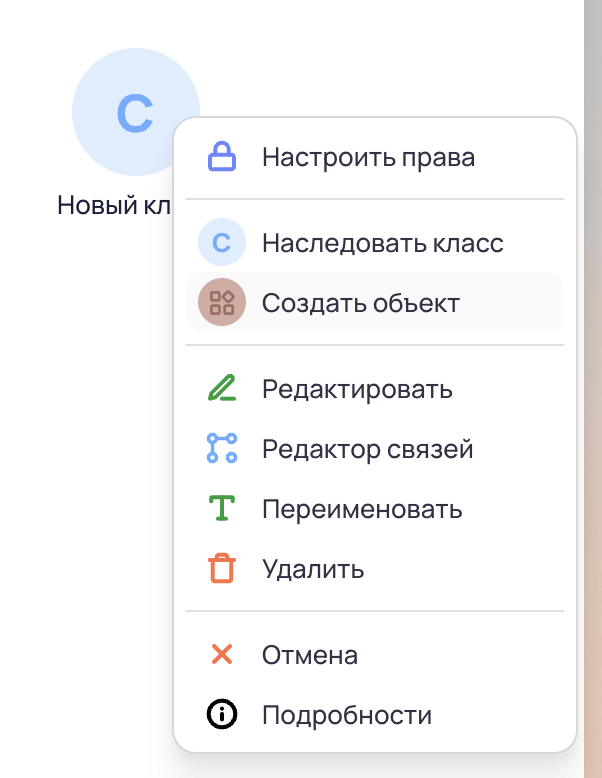 C
Новый кл
Настроить права
C
Наследовать класс
Создать объект
Редактировать
Редактор связей
Переименовать
Удалить
Отмена
Подробности